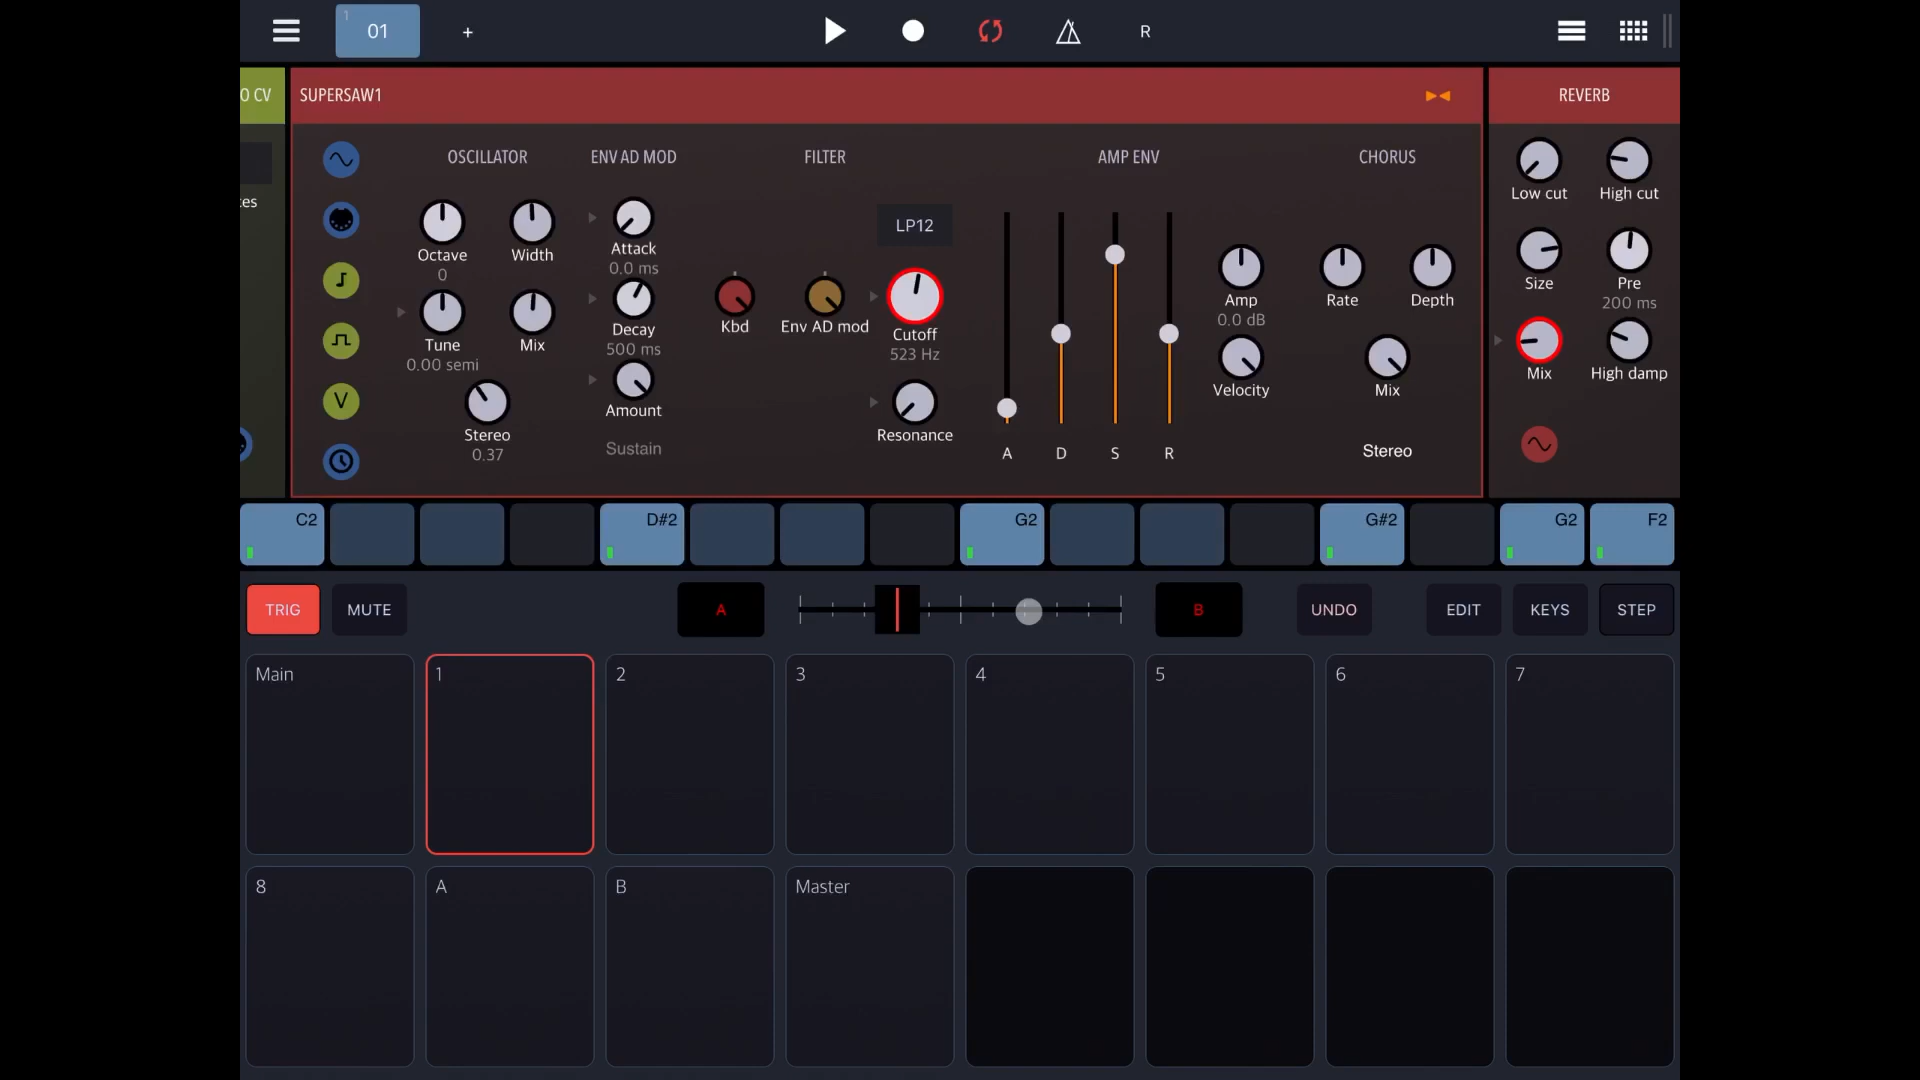 1
01
+
R
O CV
SUPERSAW1
REVERB
tes
OSCILLATOR
ENV AD MOD
FILTER
AMP ENV
CHORUS
Octave
0
Width
Tune
0.00 semi
Mix
Stereo
0.37
Attack
0.0 ms
Decay
500 ms
Amount
Sustain
Kbd
Env AD mod
LP12
Cutoff
523 Hz
Resonance
A
D
S
R
Amp
0.0 dB
Velocity
Rate
Depth
Mix
Stereo
Low cut
High cut
Size
Pre
200 ms
Mix
High damp
V
C2
D#2
G2
G#2
G2
F2
TRIG
MUTE
A
B
UNDO
EDIT
KEYS
STEP
Main
1
2
3
4
5
6
7
8
A
B
Master